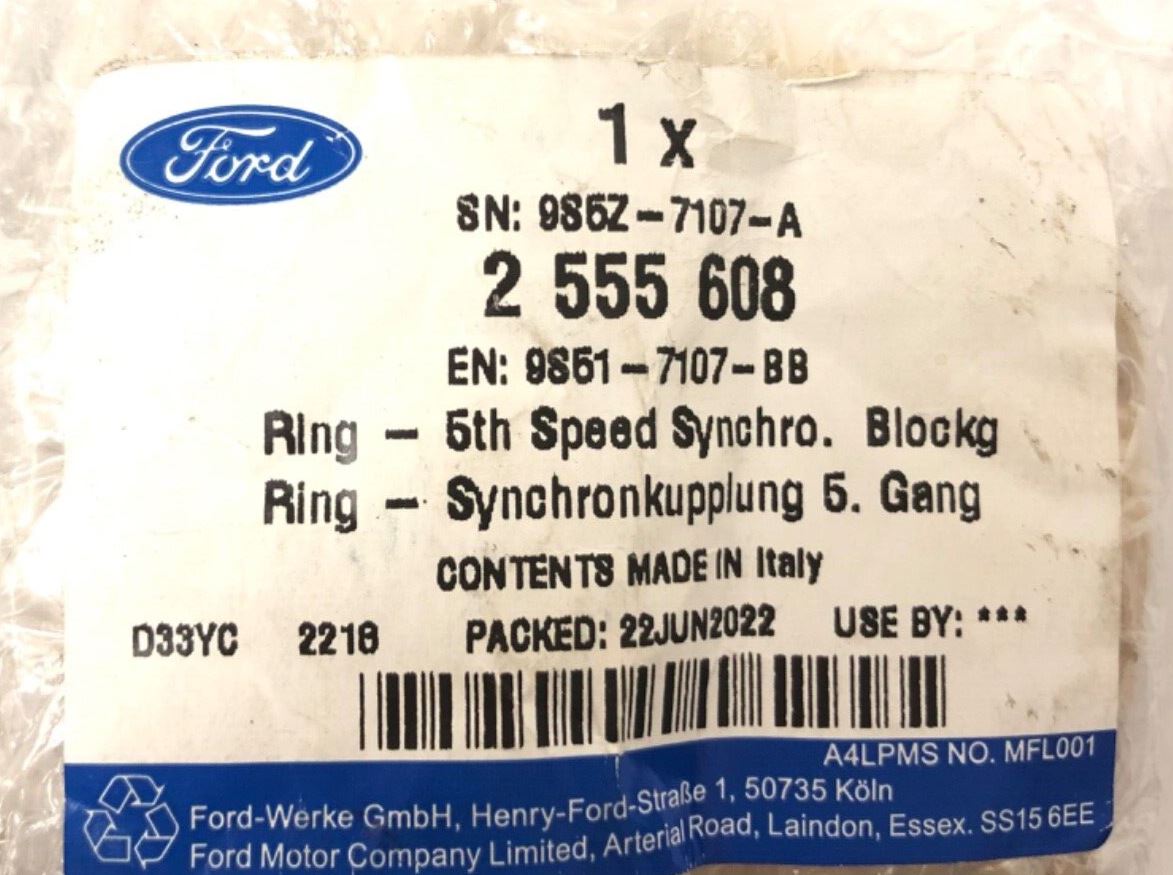 Ford
1 x
SN: 9S5Z-7107-A
2 555 608
EN: 9S51-7107-BB
Ring - 5th Speed Synchro. Blockg
Ring - Synchronkupplung 5. Gang
CONTENTS MADE IN Italy
D33YC 2218 PACKED: 22JUN2022 USE BY: ***
A4LPMS NO. MFL001
Ford-Werke GmbH, Henry-Ford-Straße 1, 50735 Köln
Ford Motor Company Limited, Arterial Road, Laindon, Essex. SS15 6EE